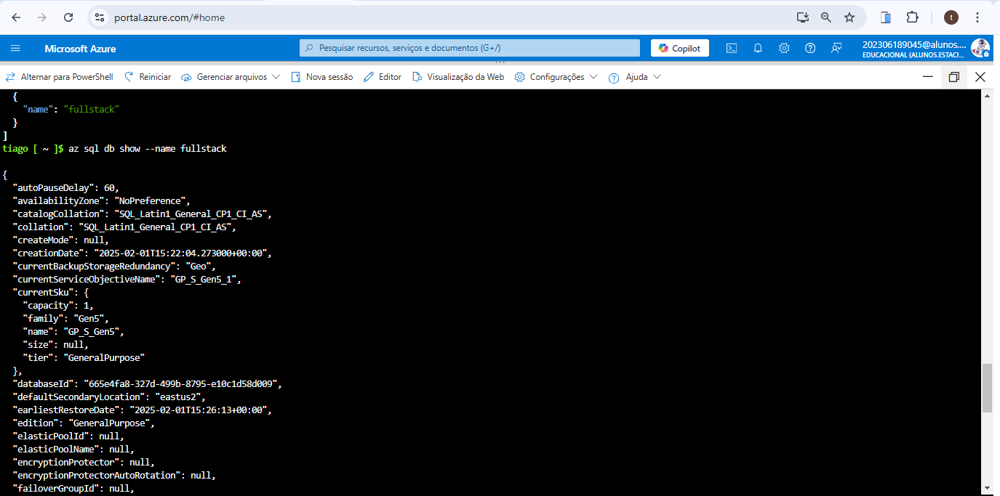 portal.azure.com/#home
t
Microsoft Azure
Pesquisar recursos, serviços e documentos (G+/)
Copilot
202306189045@alunos....
EDUCACIONAL (ALUNOS.ESTACI...
Alternar para PowerShell
Reiniciar
Gerenciar arquivos
Nova sessão
Editor
Visualização da Web
Configurações
Ajuda
{
"name": "fullstack"
}
]
tiago [ ~ ]$ az sql db show --name fullstack
{
"autoPauseDelay": 60,
"availabilityZone": "NoPreference",
"catalogCollation": "SQL_Latin1_General_CP1_CI_AS",
"collation": "SQL_Latin1_General_CP1_CI_AS",
"createMode": null,
"creationDate": "2025-02-01T15:22:04.273000+00:00",
"currentBackupStorageRedundancy": "Geo",
"currentServiceObjectiveName": "GP_S_Gen5_1",
"currentSku": {
"capacity": 1,
"family": "Gen5",
"name": "GP_S_Gen5",
"size": null,
"tier": "GeneralPurpose"
},
"databaseId": "665e4fa8-327d-499b-8795-e10c1d58d009",
"defaultSecondaryLocation": "eastus2",
"earliestRestoreDate": "2025-02-01T15:26:13+00:00",
"edition": "GeneralPurpose",
"elasticPoolId": null,
"elasticPoolName": null,
"encryptionProtector": null,
"encryptionProtectorAutoRotation": null,
"failoverGroupId": null,